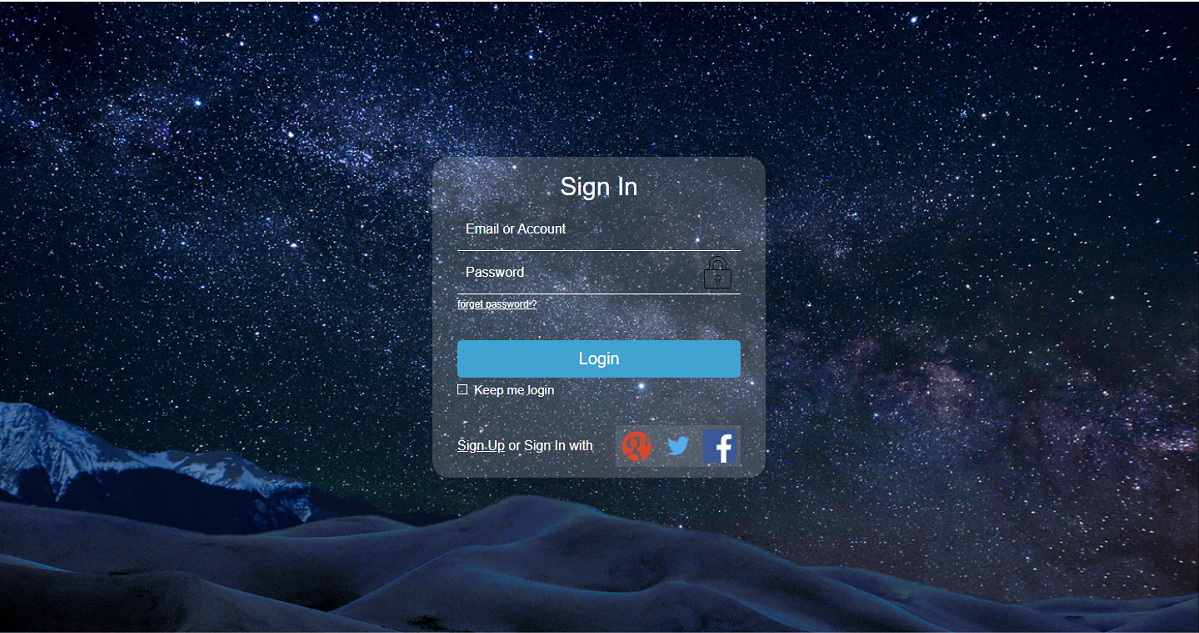 Sign In
Email or Account
Password
forget password?
Login
Keep me login
Sign Up or Sign In with g+ f